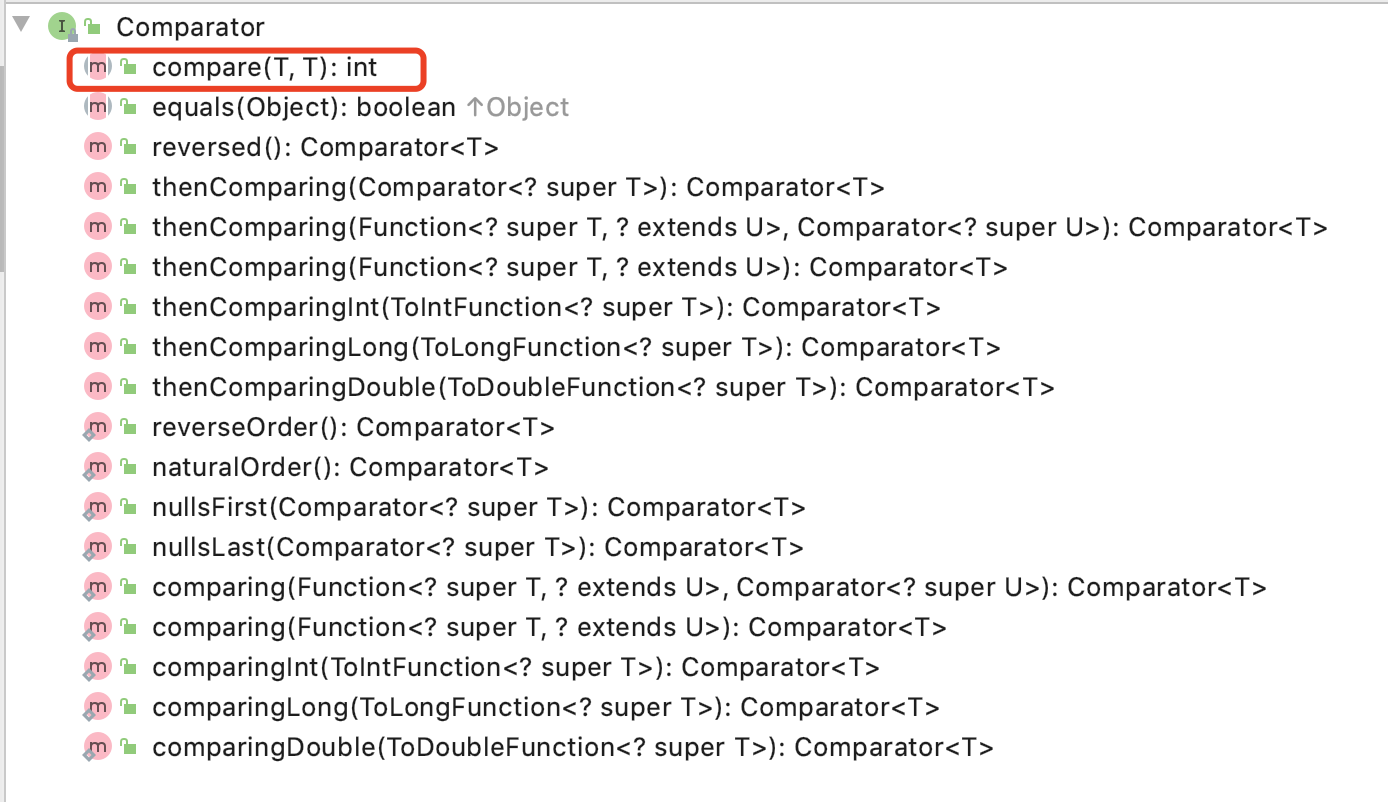 Comparator
compare(T, T): int
equals(Object): boolean ↑Object
reversed(): Comparator<T>
thenComparing(Comparator<? super T>): Comparator<T>
thenComparing(Function<? super T, ? extends U>, Comparator<? super U>): Comparator<T>
thenComparing(Function<? super T, ? extends U>): Comparator<T>
thenComparingInt(ToIntFunction<? super T>): Comparator<T>
thenComparingLong(ToLongFunction<? super T>): Comparator<T>
thenComparingDouble(ToDoubleFunction<? super T>): Comparator<T>
reverseOrder(): Comparator<T>
naturalOrder(): Comparator<T>
nullsFirst(Comparator<? super T>): Comparator<T>
nullsLast(Comparator<? super T>): Comparator<T>
comparing(Function<? super T, ? extends U>, Comparator<? super U>): Comparator<T>
comparing(Function<? super T, ? extends U>): Comparator<T>
comparingInt(ToIntFunction<? super T>): Comparator<T>
comparingLong(ToLongFunction<? super T>): Comparator<T>
comparingDouble(ToDoubleFunction<? super T>): Comparator<T>